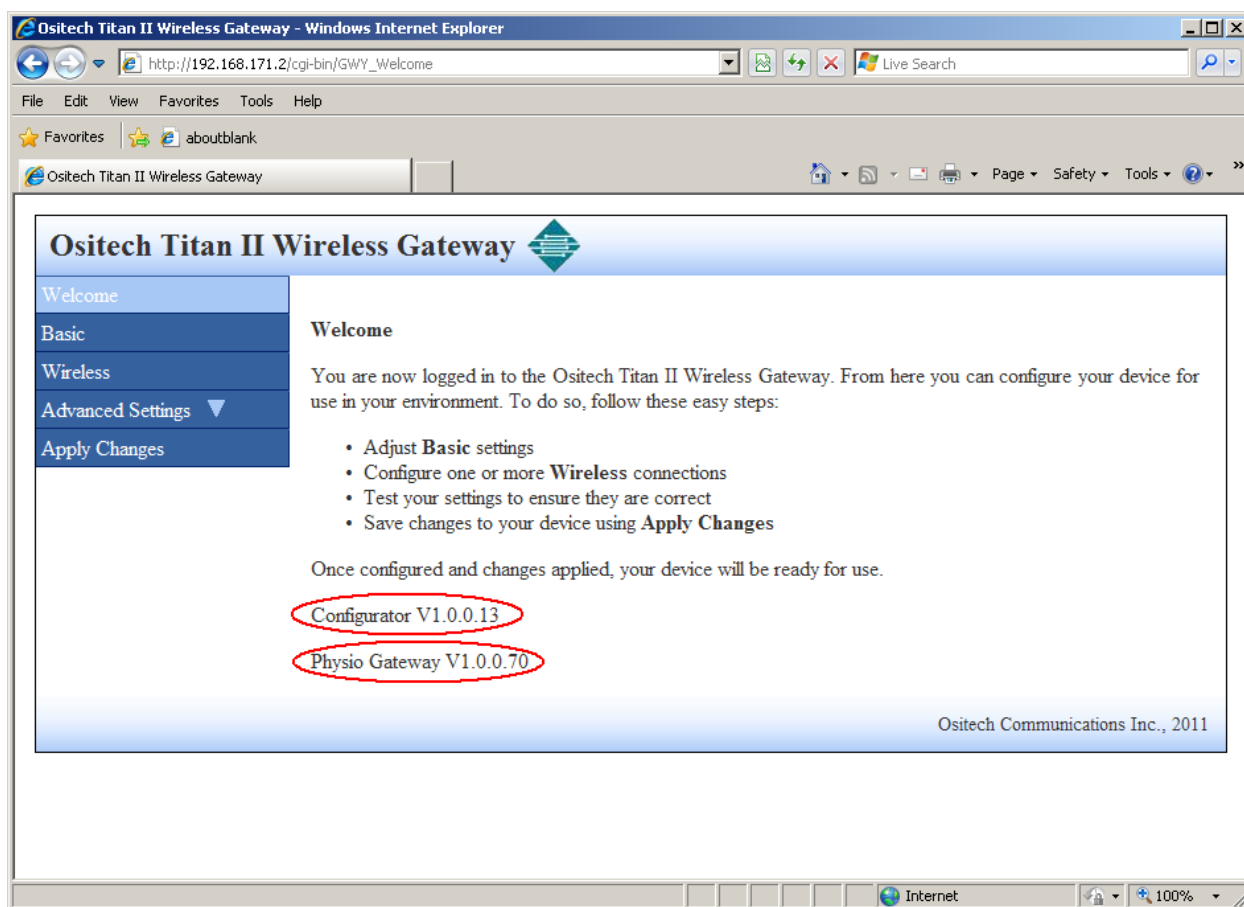 Ositech Titan II Wireless Gateway - Windows Internet Explorer
http://192.168.171.2/cgi-bin/GWY_Welcome
Live Search
File Edit View Favorites Tools Help
Favorites aboutblank
Ositech Titan II Wireless Gateway
Page Safety Tools
Ositech Titan II Wireless Gateway
Welcome
Basic
Wireless
Advanced Settings
Apply Changes
Welcome
You are now logged in to the Ositech Titan II Wireless Gateway. From here you can configure your device for
use in your environment. To do so, follow these easy steps:
• Adjust Basic settings
• Configure one or more Wireless connections
• Test your settings to ensure they are correct
• Save changes to your device using Apply Changes
Once configured and changes applied, your device will be ready for use.
Configurator V1.0.0.13
Physio Gateway V1.0.0.70
Ositech Communications Inc., 2011
Internet
100%